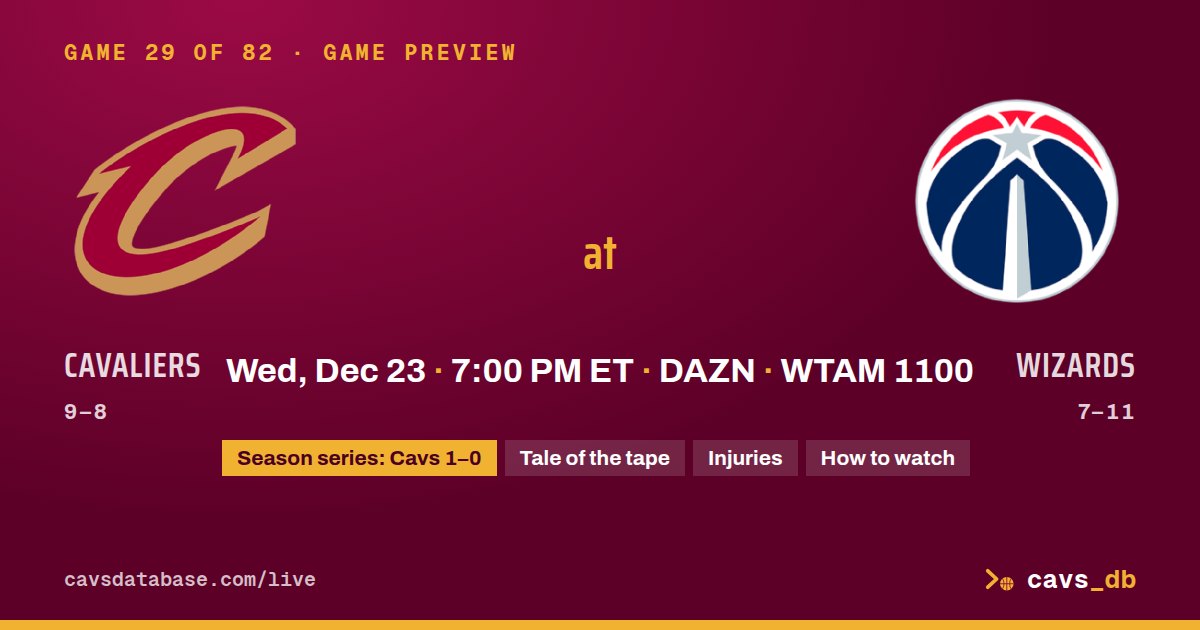 GAME 29 OF 82 · GAME PREVIEW
at
CAVALIERS
Wed, Dec 23 · 7:00 PM ET · DAZN · WTAM 1100
WIZARDS
9–8
7–11
Season series: Cavs 1–0
Tale of the tape
Injuries
How to watch
cavsdatabase.com/live
cavs_db